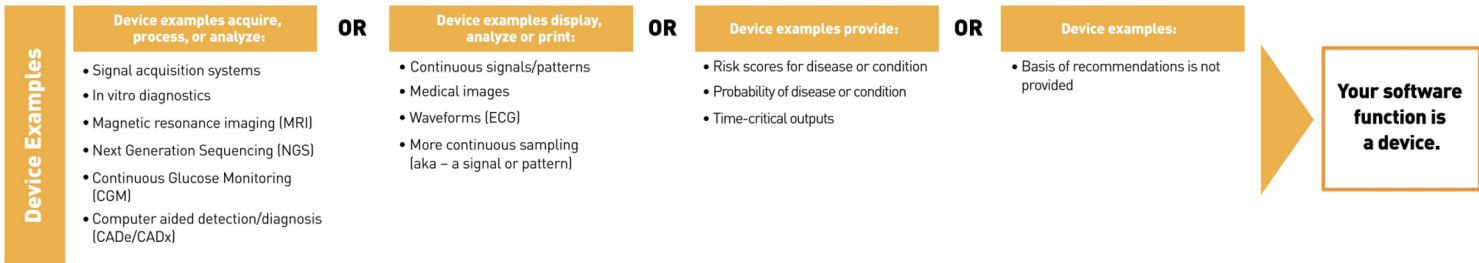 Device Examples
Device examples acquire,
process, or analyze:
• Signal acquisition systems
• In vitro diagnostics
• Magnetic resonance imaging (MRI)
• Next Generation Sequencing (NGS)
• Continuous Glucose Monitoring
(CGM)
• Computer aided detection/diagnosis
(CADe/CADx)
OR
Device examples display,
analyze or print:
• Continuous signals/patterns
• Medical images
• Waveforms (ECG)
• More continuous sampling
(aka – a signal or pattern)
OR
Device examples provide:
• Risk scores for disease or condition
• Probability of disease or condition
• Time-critical outputs
OR
Device examples:
• Basis of recommendations is not
provided
Your software
function is
a device.